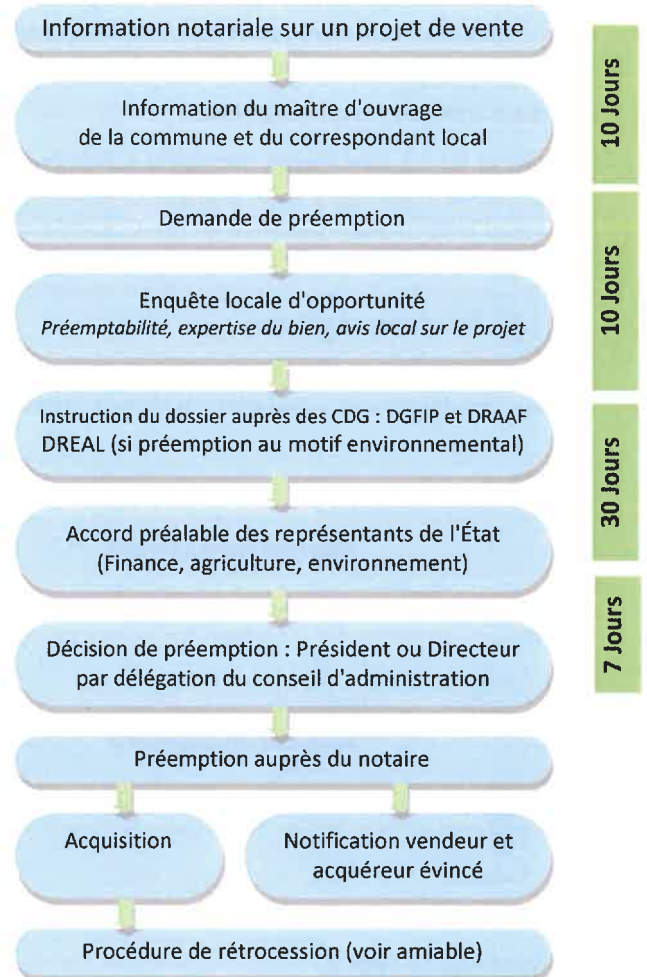 Information notariale sur un projet de vente
Information du maître d'ouvrage
de la commune et du correspondant local
10 Jours
Demande de préemption
Enquête locale d'opportunité
Préemptabilité, expertise du bien, avis local sur le projet
10 Jours
Instruction du dossier auprès des CDG : DGFIP et DRAAF
DREAL (si préemption au motif environnemental)
Accord préalable des représentants de l'État
(Finance, agriculture, environnement)
30 Jours
Décision de préemption : Président ou Directeur
par délégation du conseil d'administration
7 Jours
Préemption auprès du notaire
Acquisition
Notification vendeur et
acquéreur évincé
Procédure de rétrocession (voir amiable)